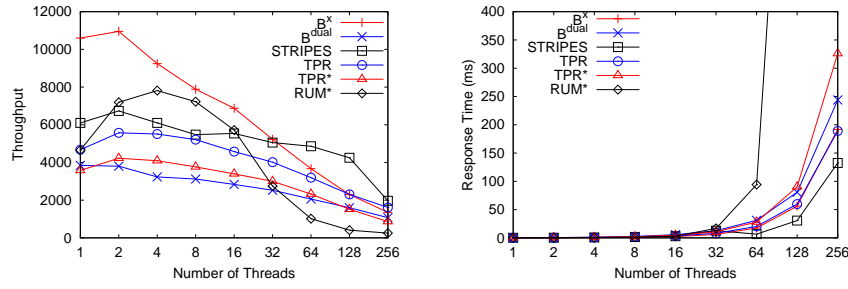 12000
10000
8000
6000
4000
2000
0
Throughput
1 2 4 8 16 32 64 128 256
Number of Threads
B^x
B^dual
STRIPES
TPR
TPR*
RUM*
400
350
300
250
200
150
100
50
0
Response Time (ms)
1 2 4 8 16 32 64 128 256
Number of Threads
B^x
B^dual
STRIPES
TPR
TPR*
RUM*